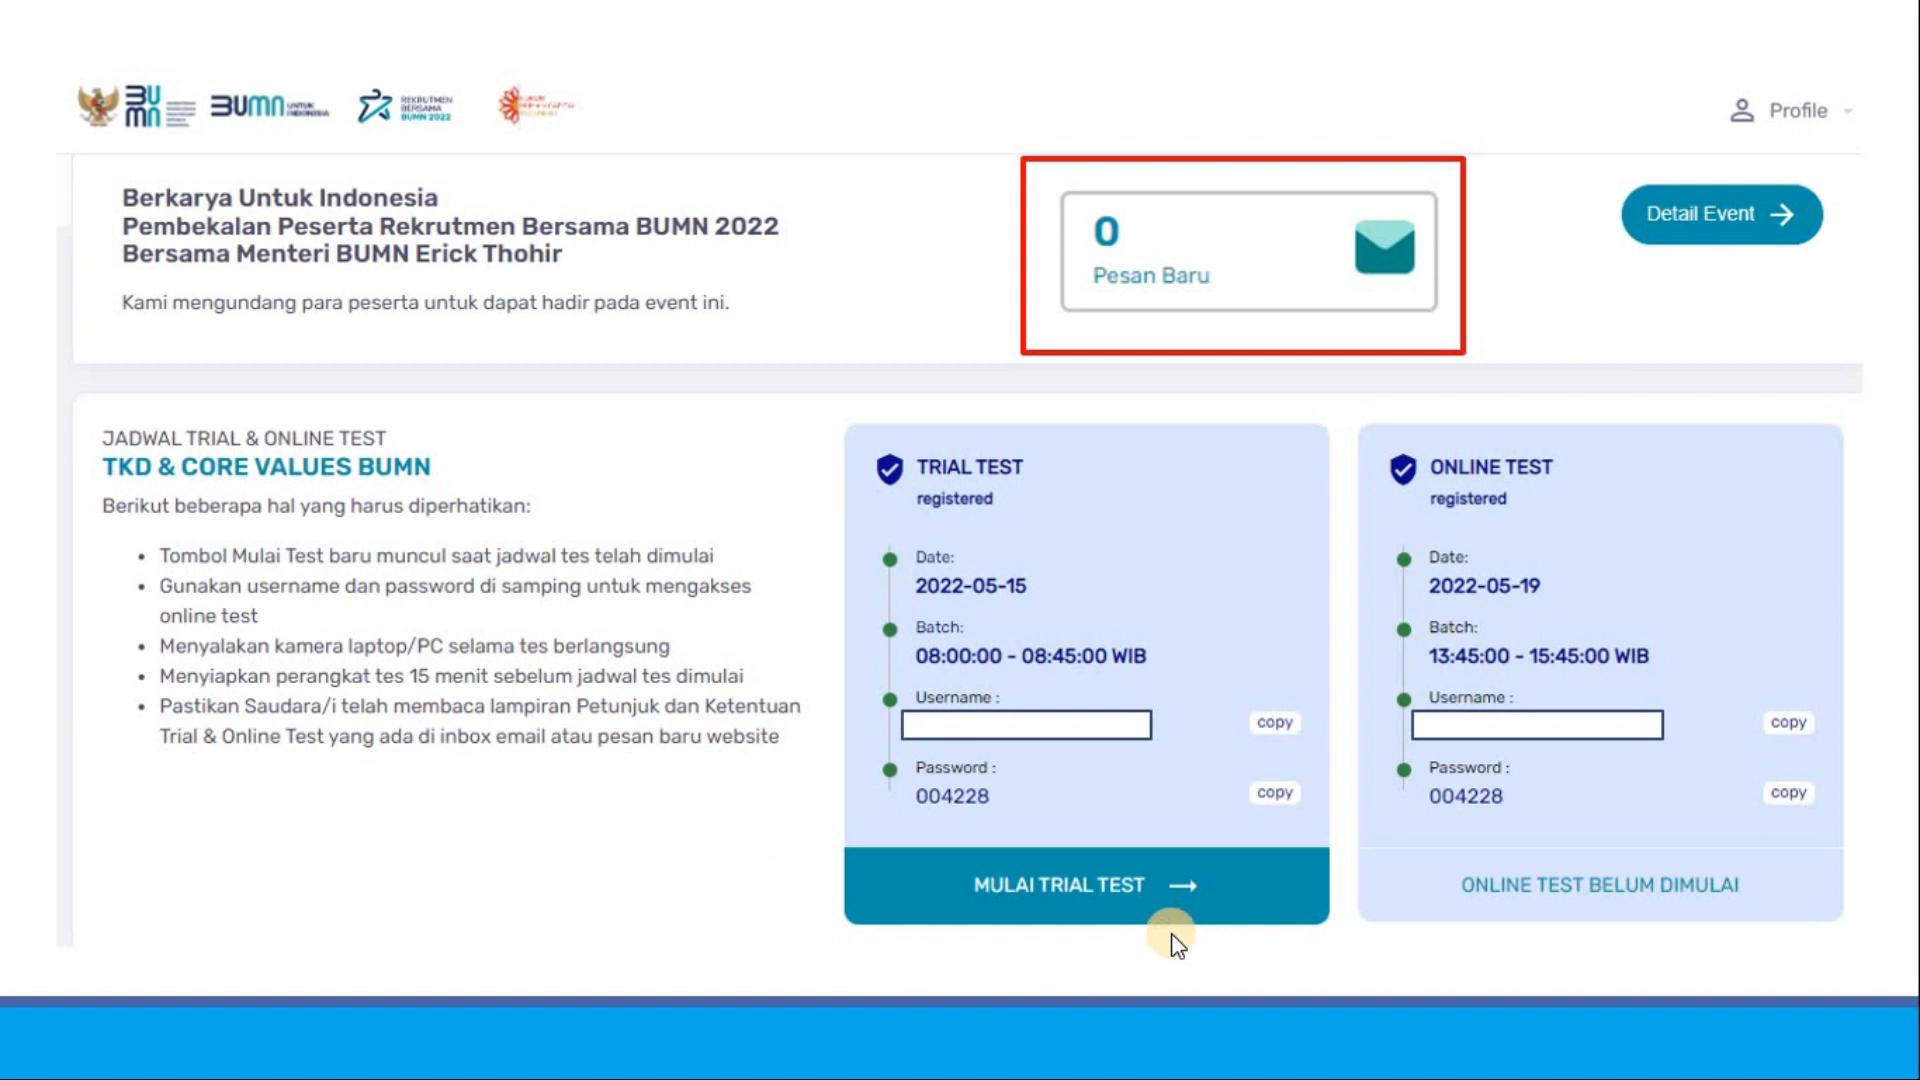 BUMN
BUMN UNTUK INDONESIA
REKRUTMEN
BERSAMA
BUMN 2022
Profile
Berkarya Untuk Indonesia
Pembekalan Peserta Rekrutmen Bersama BUMN 2022
Bersama Menteri BUMN Erick Thohir
Kami mengundang para peserta untuk dapat hadir pada event ini.
0
Pesan Baru
Detail Event
JADWAL TRIAL & ONLINE TEST
TKD & CORE VALUES BUMN
Berikut beberapa hal yang harus diperhatikan:
• Tombol Mulai Test baru muncul saat jadwal tes telah dimulai
• Gunakan username dan password di samping untuk mengakses
online test
• Menyalakan kamera laptop/PC selama tes berlangsung
• Menyiapkan perangkat tes 15 menit sebelum jadwal tes dimulai
• Pastikan Saudara/i telah membaca lampiran Petunjuk dan Ketentuan
Trial & Online Test yang ada di inbox email atau pesan baru website
TRIAL TEST
registered
Date:
2022-05-15
Batch:
08:00:00 - 08:45:00 WIB
Username :
copy
Password :
004228
copy
MULAI TRIAL TEST
ONLINE TEST
registered
Date:
2022-05-19
Batch:
13:45:00 - 15:45:00 WIB
Username :
copy
Password :
004228
copy
ONLINE TEST BELUM DIMULAI